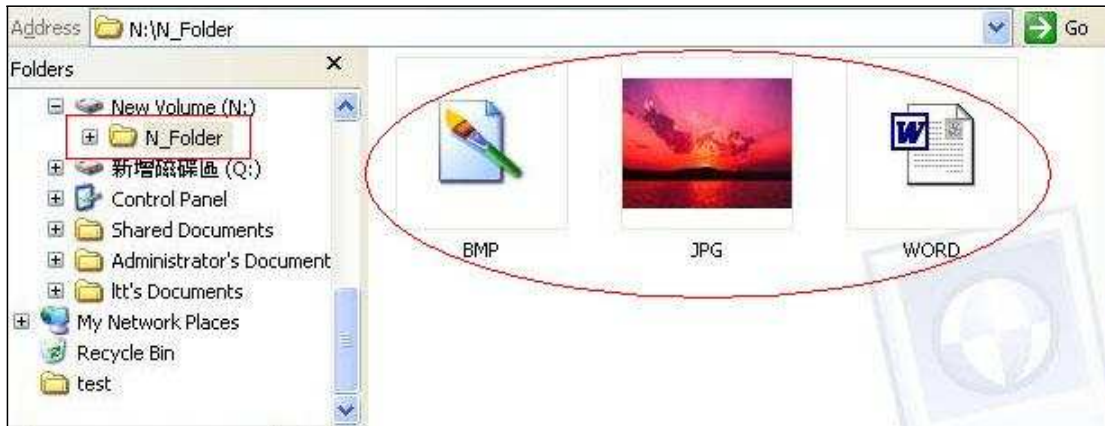 Address N:\N_Folder Go
Folders
New Volume (N:)
N_Folder
新增磁碟區 (Q:)
Control Panel
Shared Documents
Administrator's Document
ltt's Documents
My Network Places
Recycle Bin
test
BMP JPG WORD